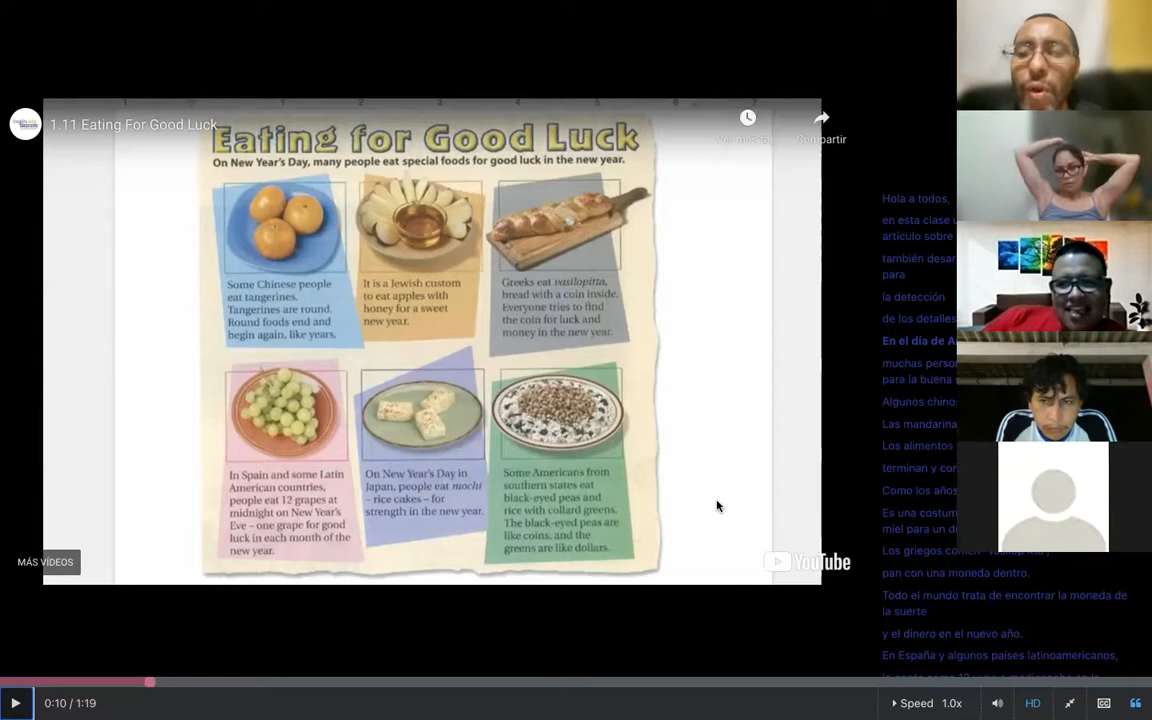 1.11 Eating For Good Luck
Ver más ta
Compartir
Eating for Good Luck
On New Year's Day, many people eat special foods for good luck in the new year.
Some Chinese people
eat tangerines.
Tangerines are round.
Round foods end and
begin again, like years.
It is a Jewish custom
to eat apples with
honey for a sweet
new year.
Greeks eat vasilopitta,
bread with a coin inside.
Everyone tries to find
the coin for luck and
money in the new year.
In Spain and some Latin
American countries,
people eat 12 grapes at
midnight on New Year's
Eve – one grape for good
luck in each month of the
new year.
On New Year's Day in
Japan, people eat mochi
– rice cakes – for
strength in the new year.
Some Americans from
southern states eat
black-eyed peas and
rice with collard greens.
The black-eyed peas are
like coins, and the
greens are like dollars.
MÁS VÍDEOS
YouTube
Hola a todos,
en esta clase
artículo sobre
también desar
para
la detección
de los detalles
En el día de A
muchas person
para la buena
Algunos chino
Las mandarina
Los alimentos
terminan y co
Como los años
Es una costum
miel para un d
Los griegos comen
pan con una moneda dentro.
Todo el mundo trata de encontrar la moneda de
la suerte
y el dinero en el nuevo año.
En España y algunos países latinoamericanos,
0:10 / 1:19
Speed 1.0x
HD